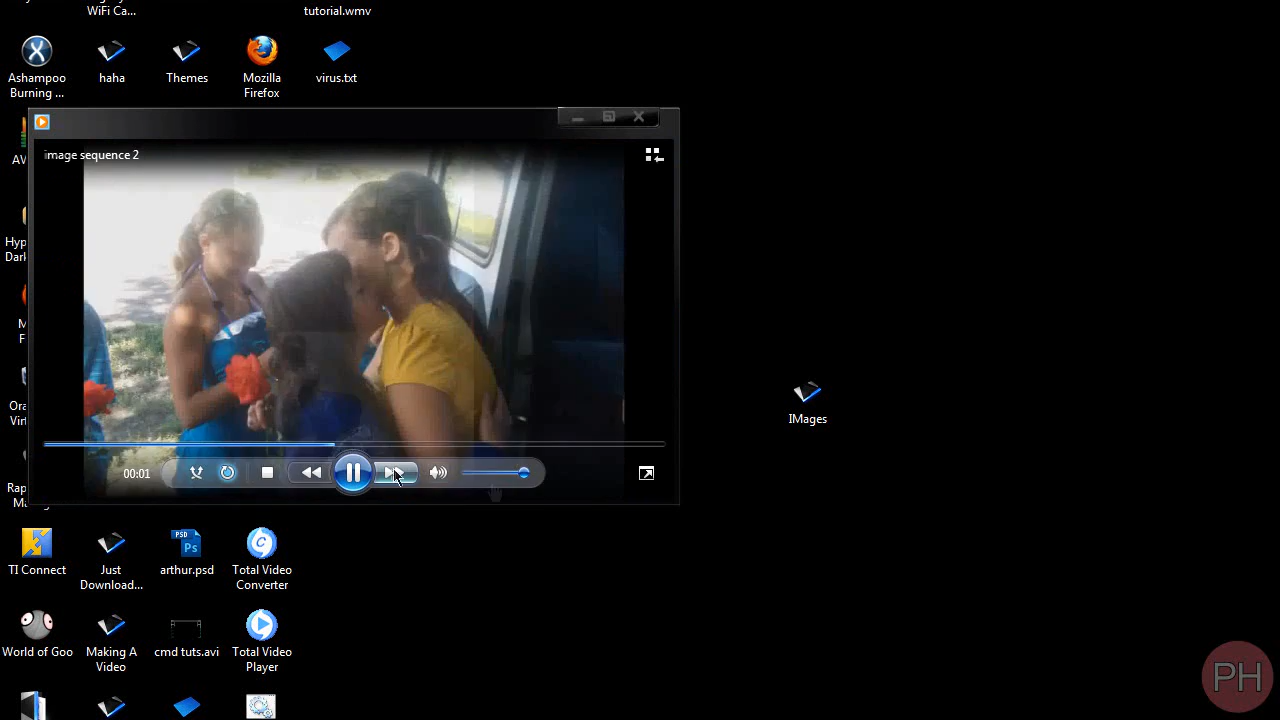 WiFi Ca...
tutorial.wmv
Ashampoo
Burning ...
haha
Themes
Mozilla
Firefox
virus.txt
image sequence 2
IMages
00:01
TI Connect
Just
Download...
PSD
Ps
arthur.psd
Total Video
Converter
World of Goo
Making A
Video
cmd tuts.avi
Total Video
Player
PH